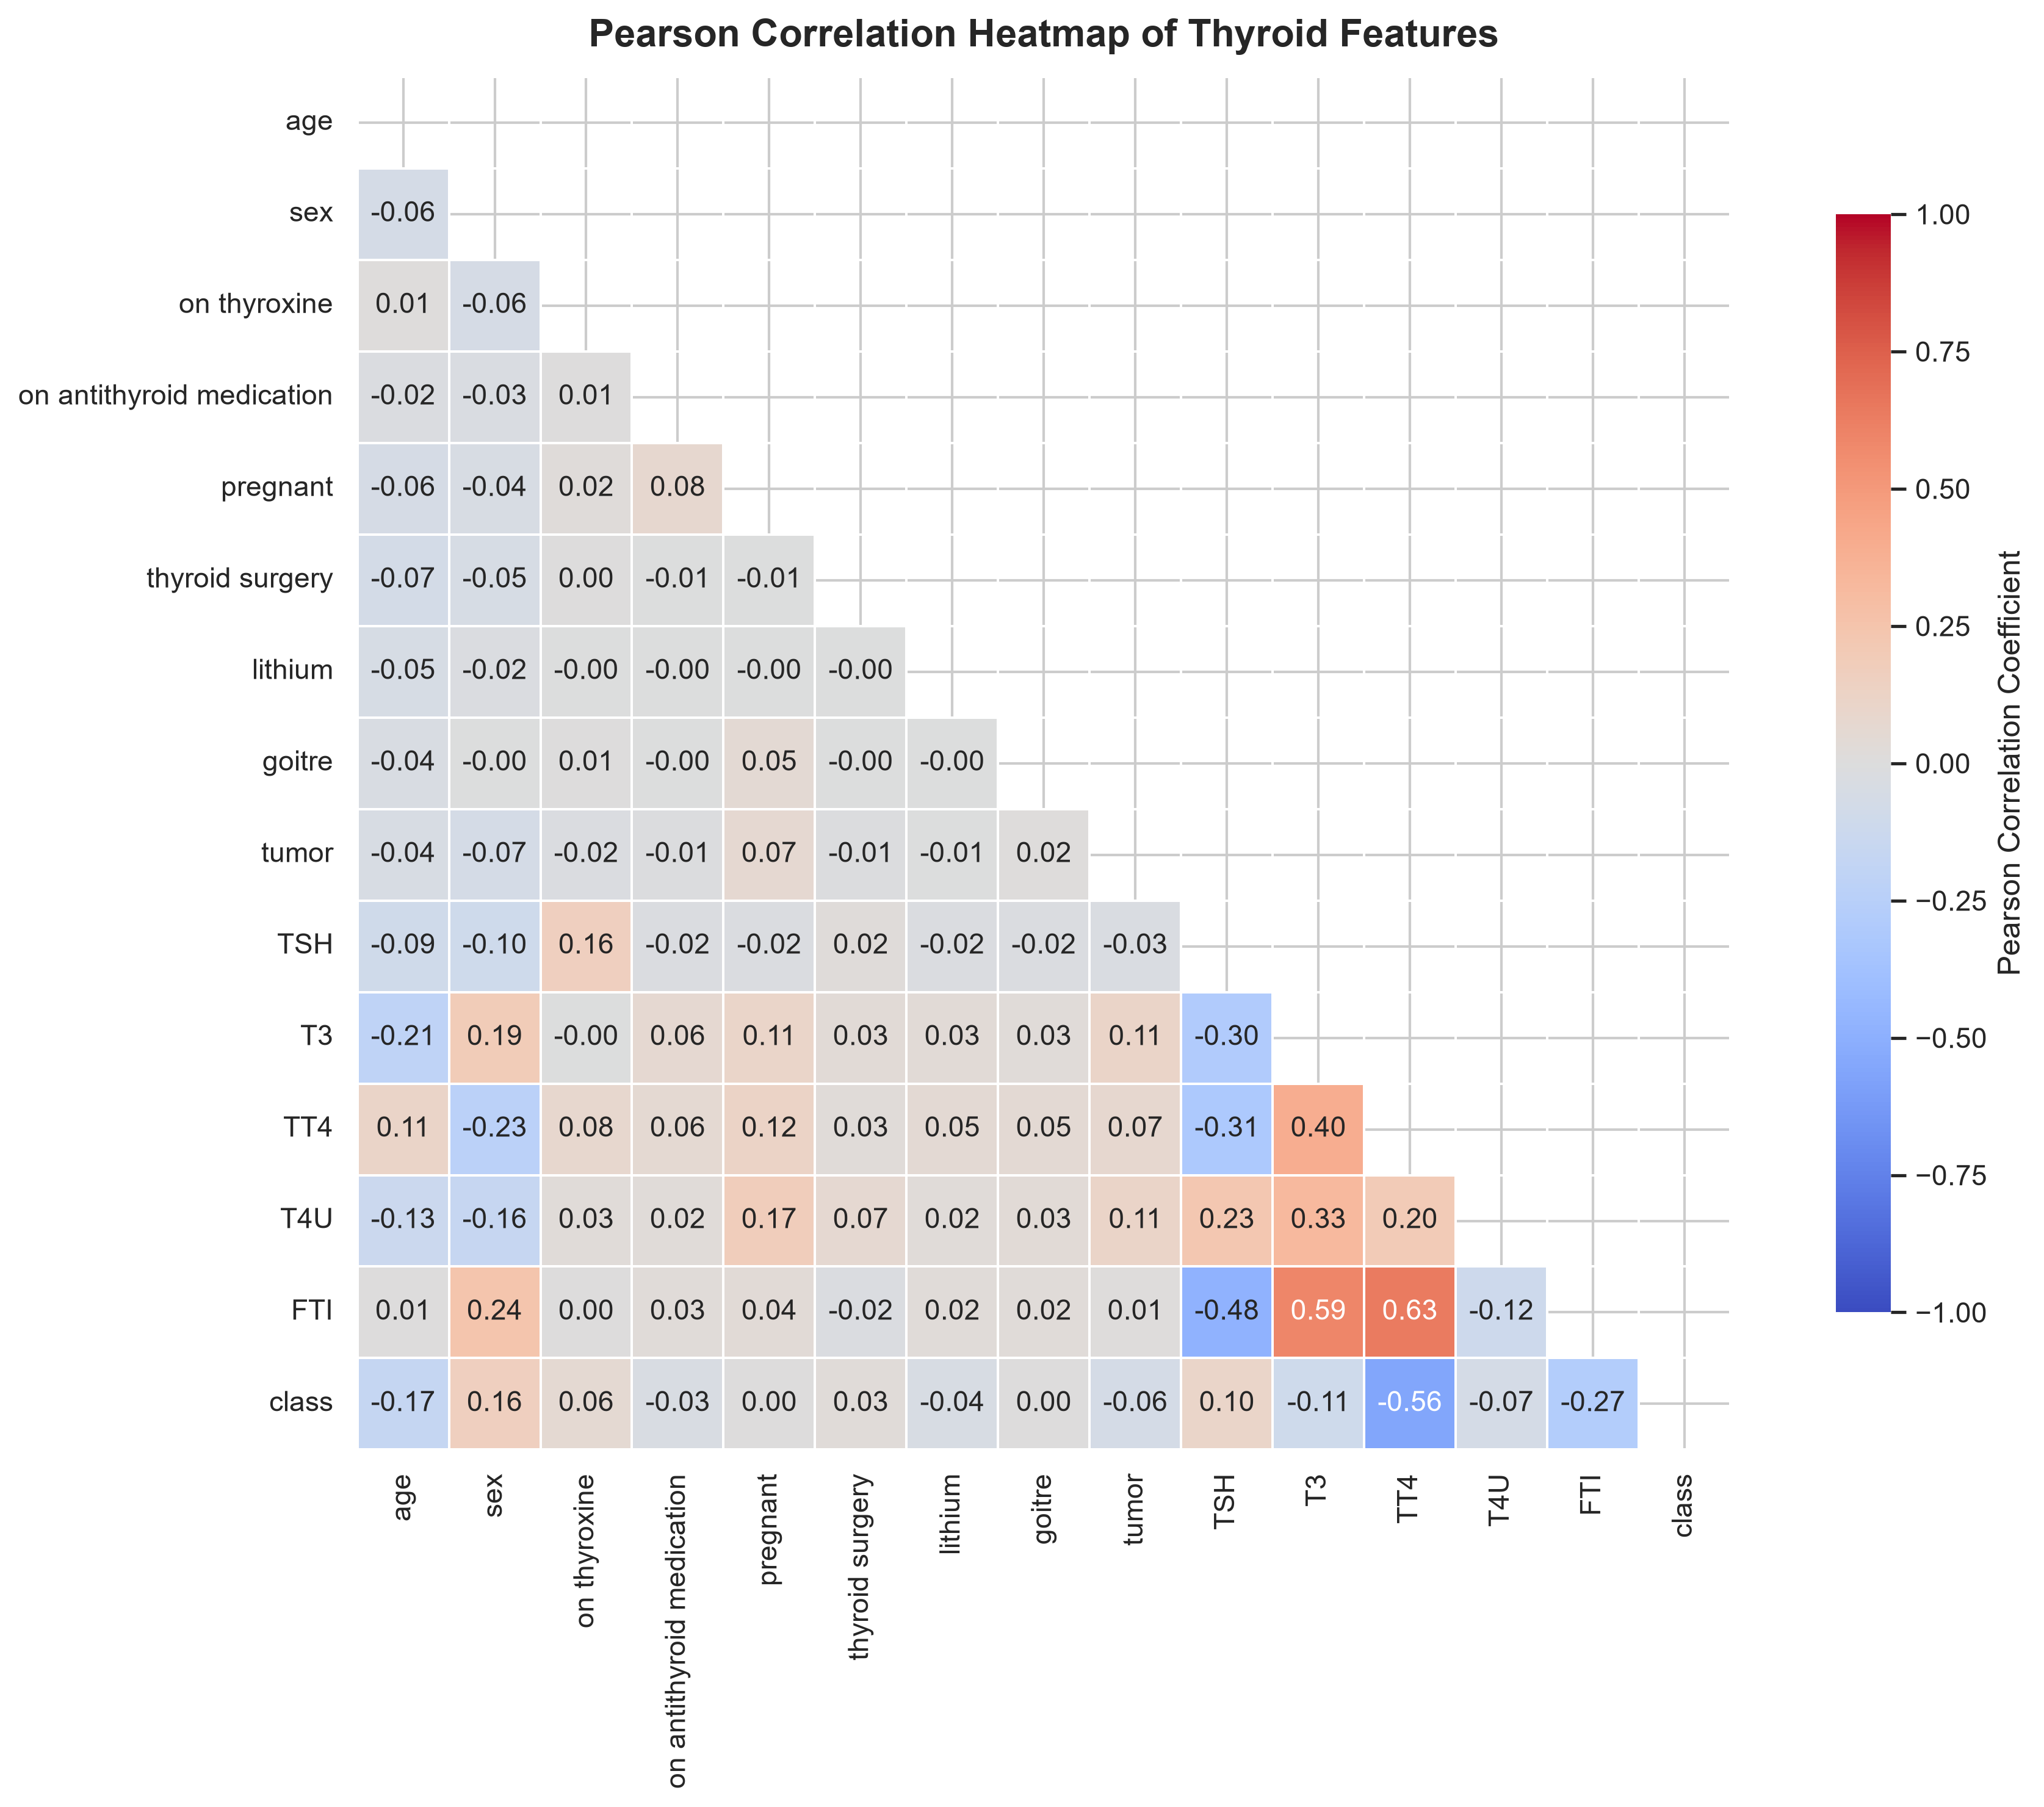 Pearson Correlation Heatmap of Thyroid Features
age
sex -0.06
on thyroxine 0.01 -0.06
on antithyroid medication -0.02 -0.03 0.01
pregnant -0.06 -0.04 0.02 0.08
thyroid surgery -0.07 -0.05 0.00 -0.01 -0.01
lithium -0.05 -0.02 -0.00 -0.00 -0.00 -0.00
goitre -0.04 -0.00 0.01 -0.00 0.05 -0.00 -0.00
tumor -0.04 -0.07 -0.02 -0.01 0.07 -0.01 -0.01 0.02
TSH -0.09 -0.10 0.16 -0.02 -0.02 0.02 -0.02 -0.02 -0.03
T3 -0.21 0.19 -0.00 0.06 0.11 0.03 0.03 0.03 0.11 -0.30
TT4 0.11 -0.23 0.08 0.06 0.12 0.03 0.05 0.05 0.07 -0.31 0.40
T4U -0.13 -0.16 0.03 0.02 0.17 0.07 0.02 0.03 0.11 0.23 0.33 0.20
FTI 0.01 0.24 0.00 0.03 0.04 -0.02 0.02 0.02 0.01 -0.48 0.59 0.63 -0.12
class -0.17 0.16 0.06 -0.03 0.00 0.03 -0.04 0.00 -0.06 0.10 -0.11 -0.56 -0.07 -0.27
age
sex
on thyroxine
on antithyroid medication
pregnant
thyroid surgery
lithium
goitre
tumor
TSH
T3
TT4
T4U
FTI
class
1.00
0.75
0.50
0.25
0.00
−0.25
−0.50
−0.75
−1.00
Pearson Correlation Coefficient